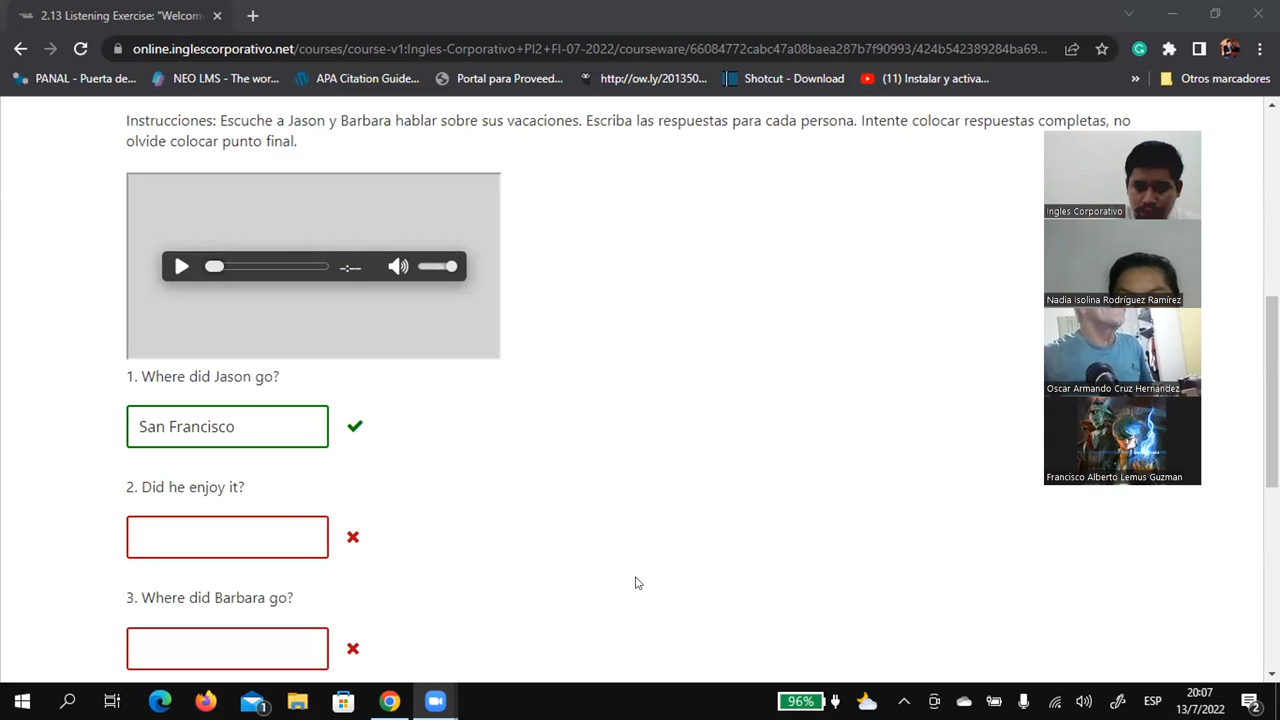 2.13 Listening Exercise: "Welcom
online.inglescorporativo.net/courses/course-v1:Ingles-Corporativo+PI2+FI-07-2022/courseware/66084772cabc47a08baea287b7f90993/424b542389284ba69...
PANAL - Puerta de...
NEO LMS - The wor...
APA Citation Guide...
Portal para Proveed...
http://ow.ly/201350...
Shotcut - Download
(11) Instalar y activa...
»
Otros marcadores
Instrucciones: Escuche a Jason y Barbara hablar sobre sus vacaciones. Escriba las respuestas para cada persona. Intente colocar respuestas completas, no
olvide colocar punto final.
-:--
1. Where did Jason go?
San Francisco
2. Did he enjoy it?
3. Where did Barbara go?
Ingles Corporativo
Nadia Isolina Rodríguez Ramírez
Oscar Armando Cruz Hernández
Francisco Alberto Lemus Guzman
1
96%
ESP
20:07
13/7/2022
2